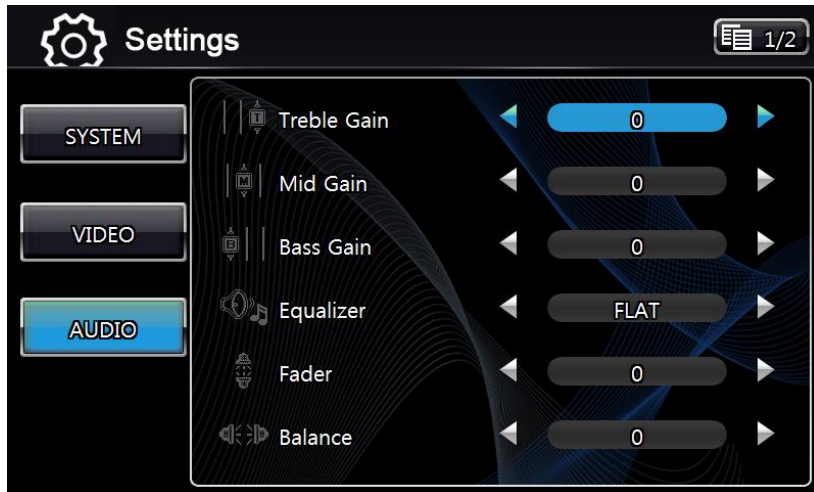 Settings
1/2
SYSTEM
VIDEO
AUDIO
T Treble Gain 0
M Mid Gain 0
B Bass Gain 0
Equalizer FLAT
Fader 0
Balance 0